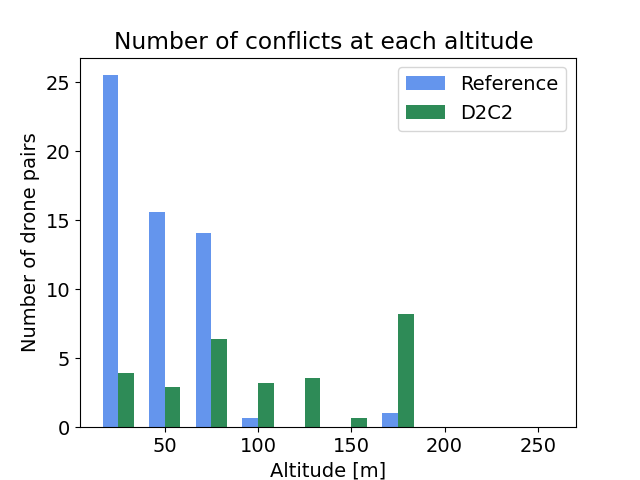 Number of conflicts at each altitude
Reference
D2C2
Number of drone pairs
25
20
15
10
5
0
50 100 150 200 250
Altitude [m]